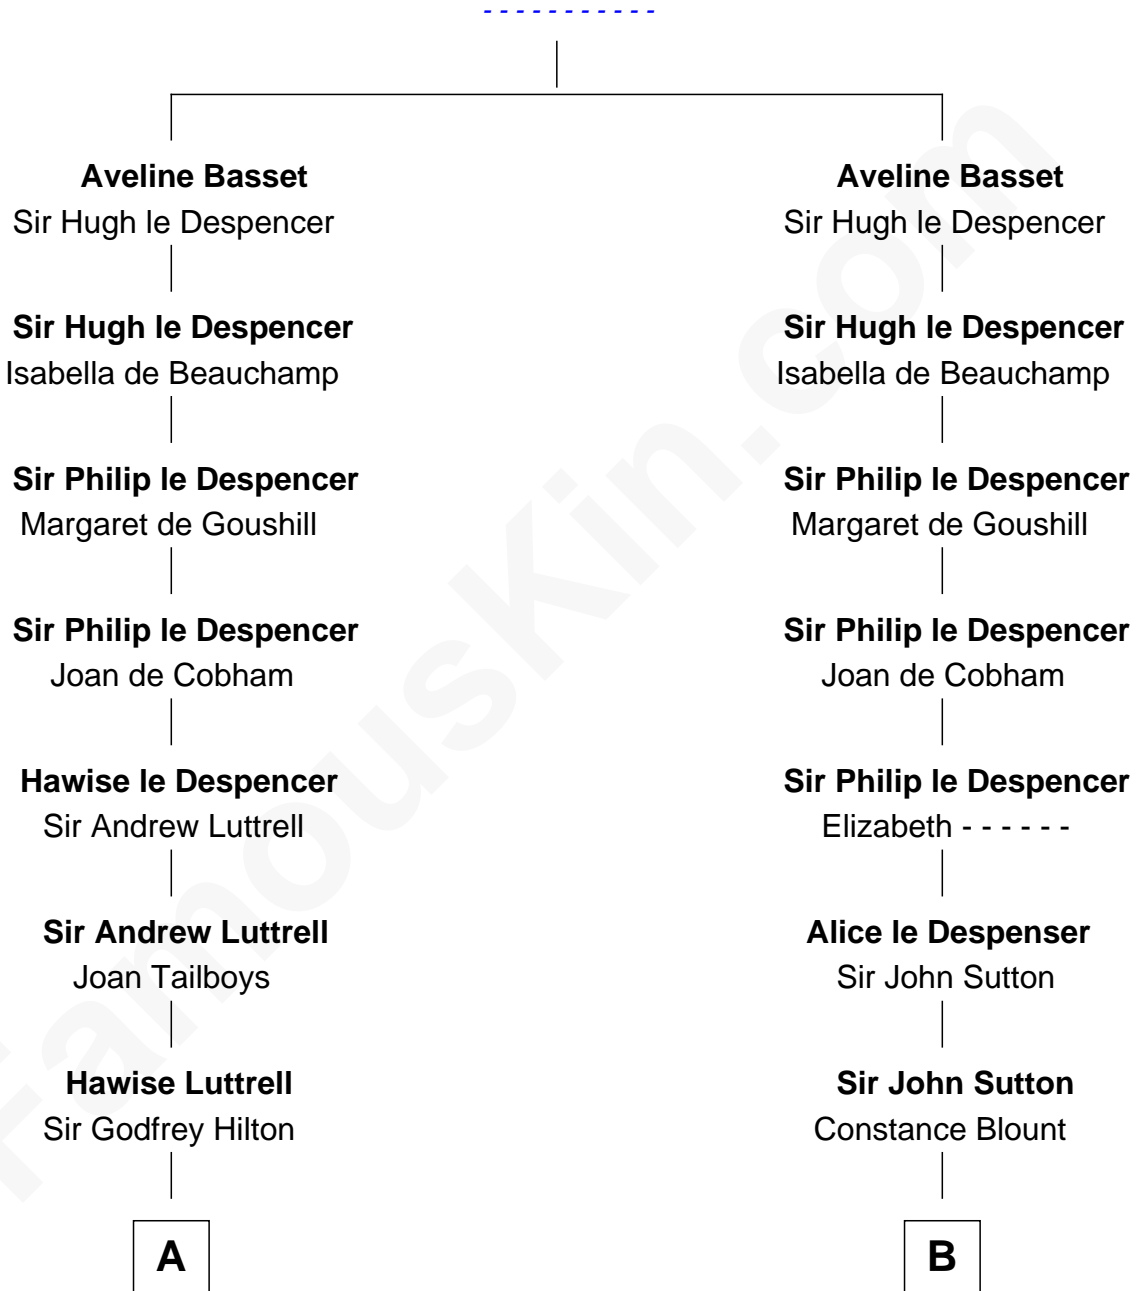 - - - - - - - - - - -
Aveline Basset Aveline Basset
Sir Hugh le Despencer Sir Hugh le Despencer
Sir Hugh le Despencer Sir Hugh le Despencer
Isabella de Beauchamp Isabella de Beauchamp
Sir Philip le Despencer Sir Philip le Despencer
Margaret de Goushill Margaret de Goushill
Sir Philip le Despencer Sir Philip le Despencer
Joan de Cobham Joan de Cobham
Hawise le Despencer Sir Philip le Despencer
Sir Andrew Luttrell Elizabeth - - - - - -
Sir Andrew Luttrell Alice le Despenser
Joan Tailboys Sir John Sutton
Hawise Luttrell Sir John Sutton
Sir Godfrey Hilton Constance Blount
A B
FamousKin.com